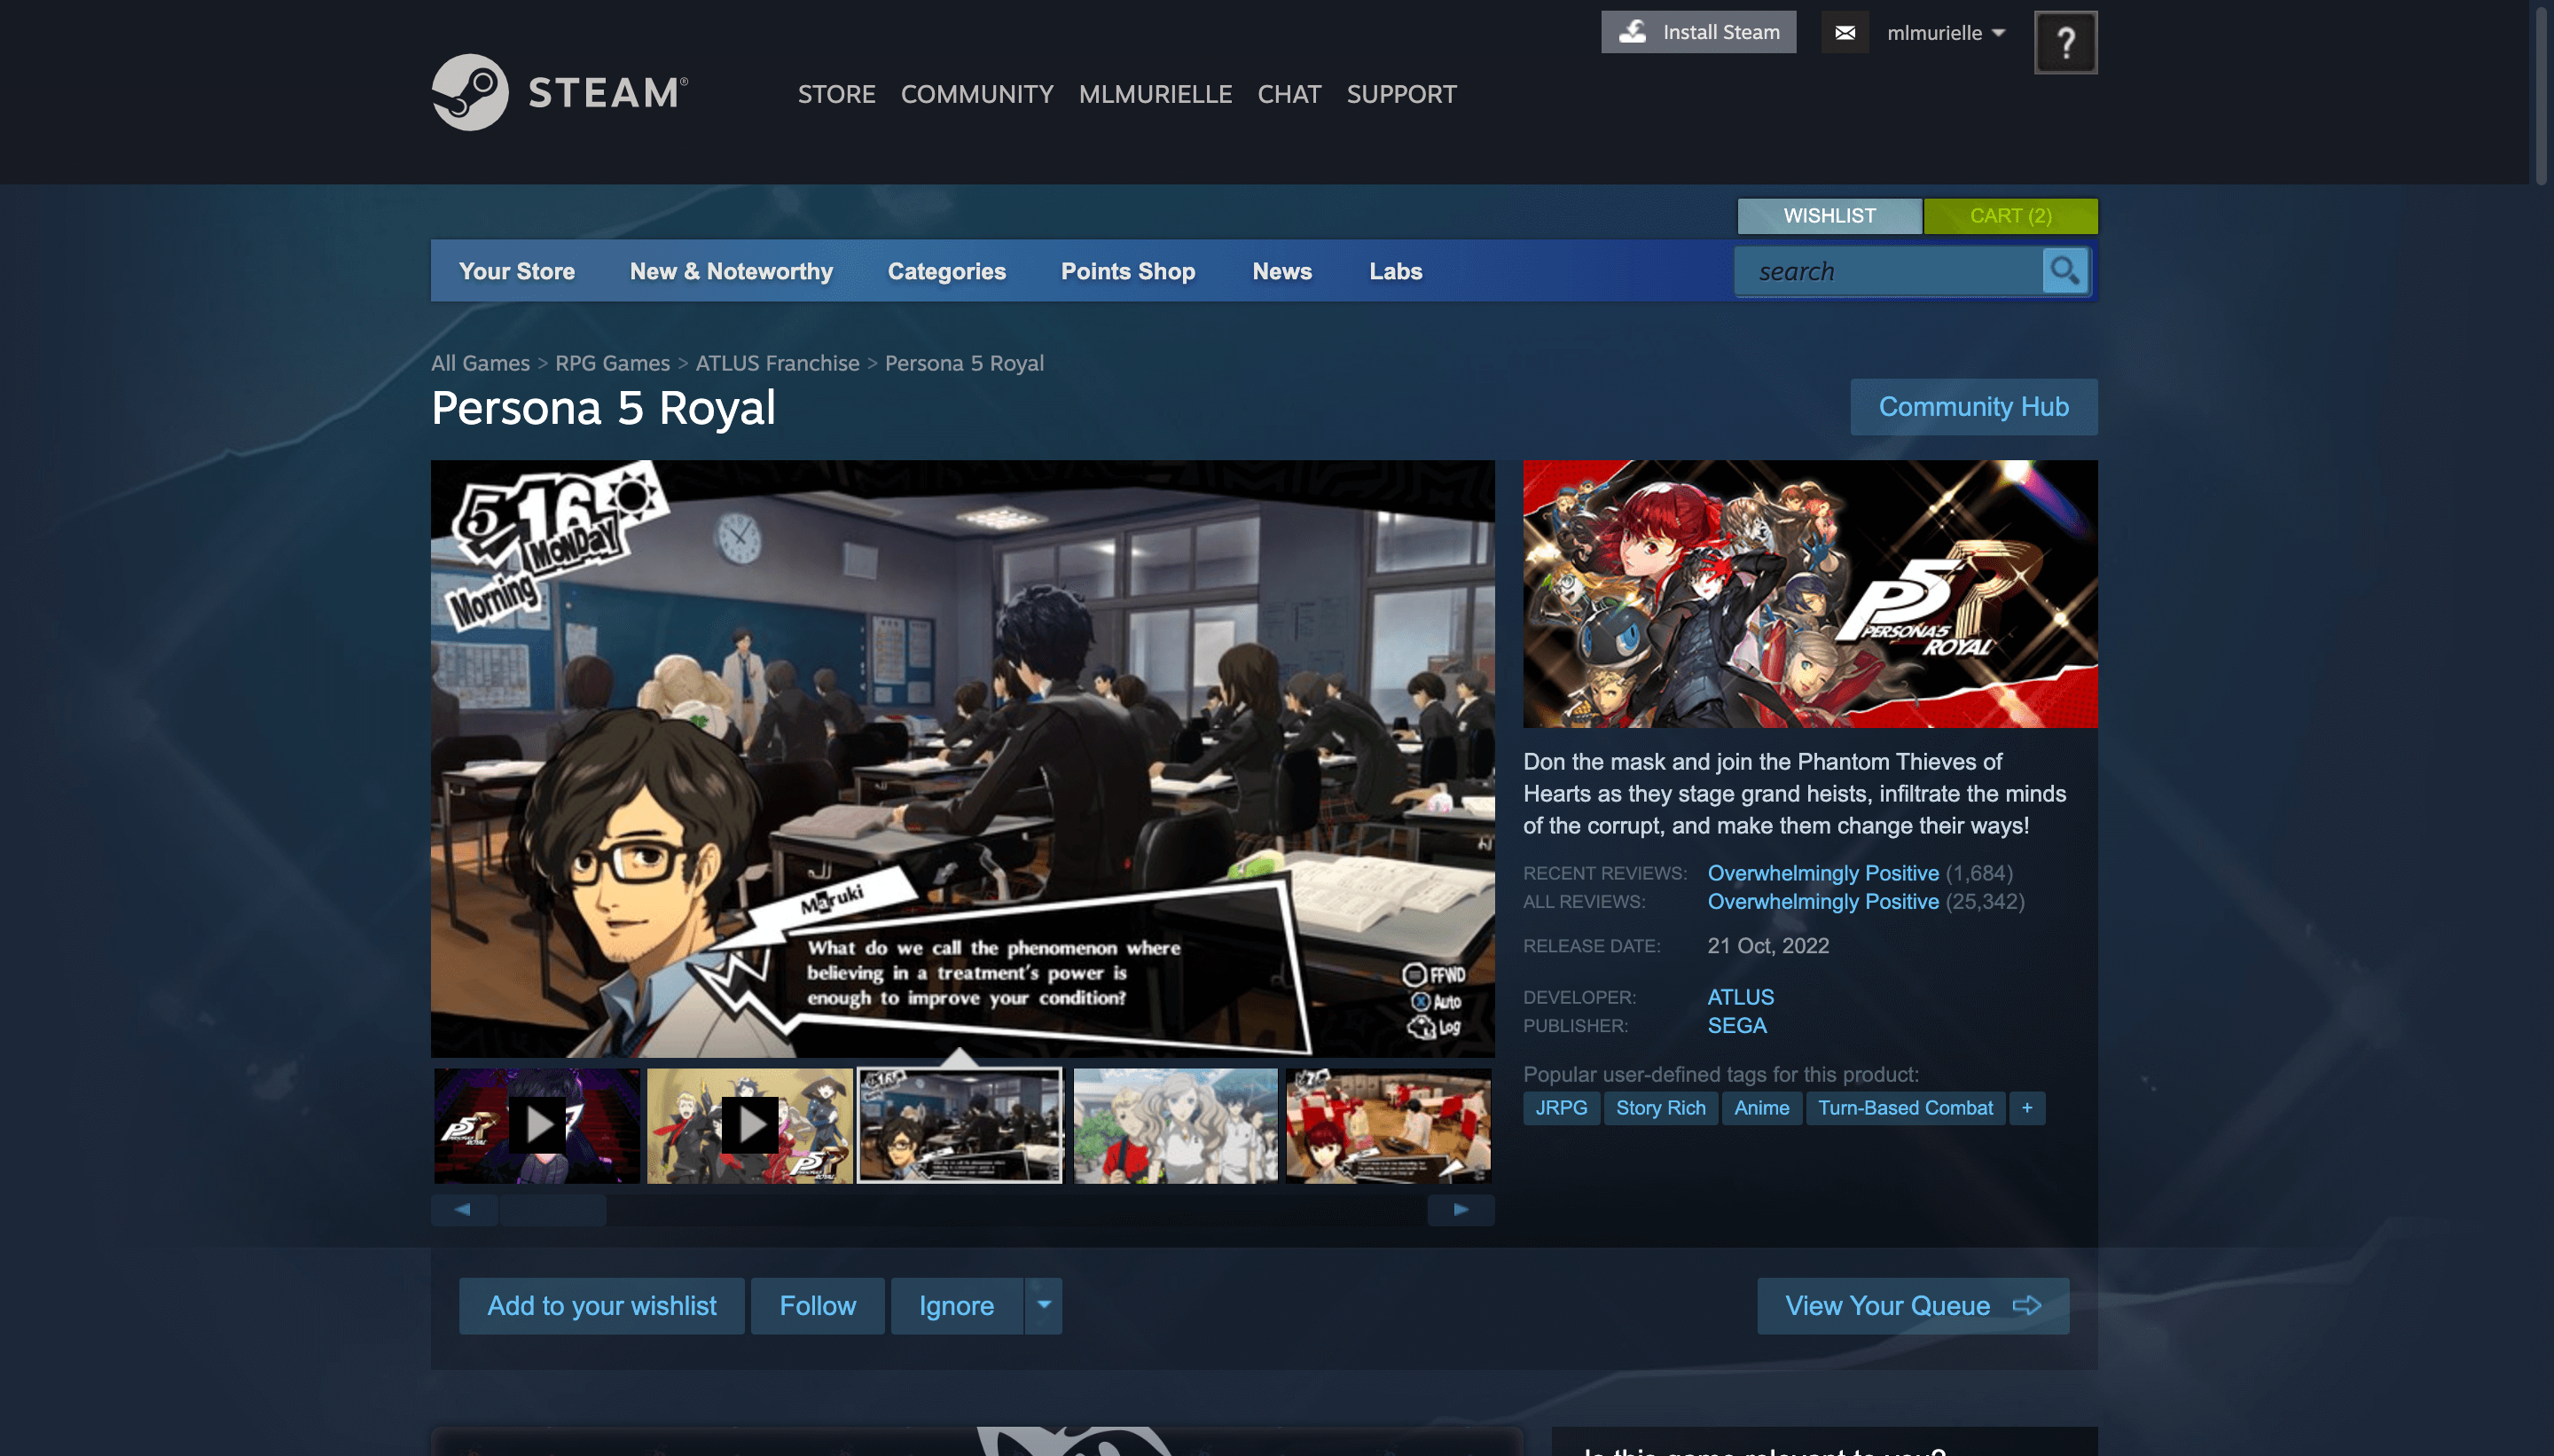 Install Steam
mlmurielle
?
STEAM®
STORE COMMUNITY MLMURIELLE CHAT SUPPORT
WISHLIST CART (2)
Your Store New & Noteworthy Categories Points Shop News Labs search
All Games > RPG Games > ATLUS Franchise > Persona 5 Royal
Persona 5 Royal
Community Hub
5/16
MONDAY
Morning
Maruki
What do we call the phenomenon where
believing in a treatment's power is
enough to improve your condition?
FFWD
Auto
Log
P5R
PERSONA5
ROYAL
Don the mask and join the Phantom Thieves of
Hearts as they stage grand heists, infiltrate the minds
of the corrupt, and make them change their ways!
RECENT REVIEWS: Overwhelmingly Positive (1,684)
ALL REVIEWS: Overwhelmingly Positive (25,342)
RELEASE DATE: 21 Oct, 2022
DEVELOPER: ATLUS
PUBLISHER: SEGA
Popular user-defined tags for this product:
JRPG Story Rich Anime Turn-Based Combat +
Add to your wishlist Follow Ignore View Your Queue
Is this game relevant to you?